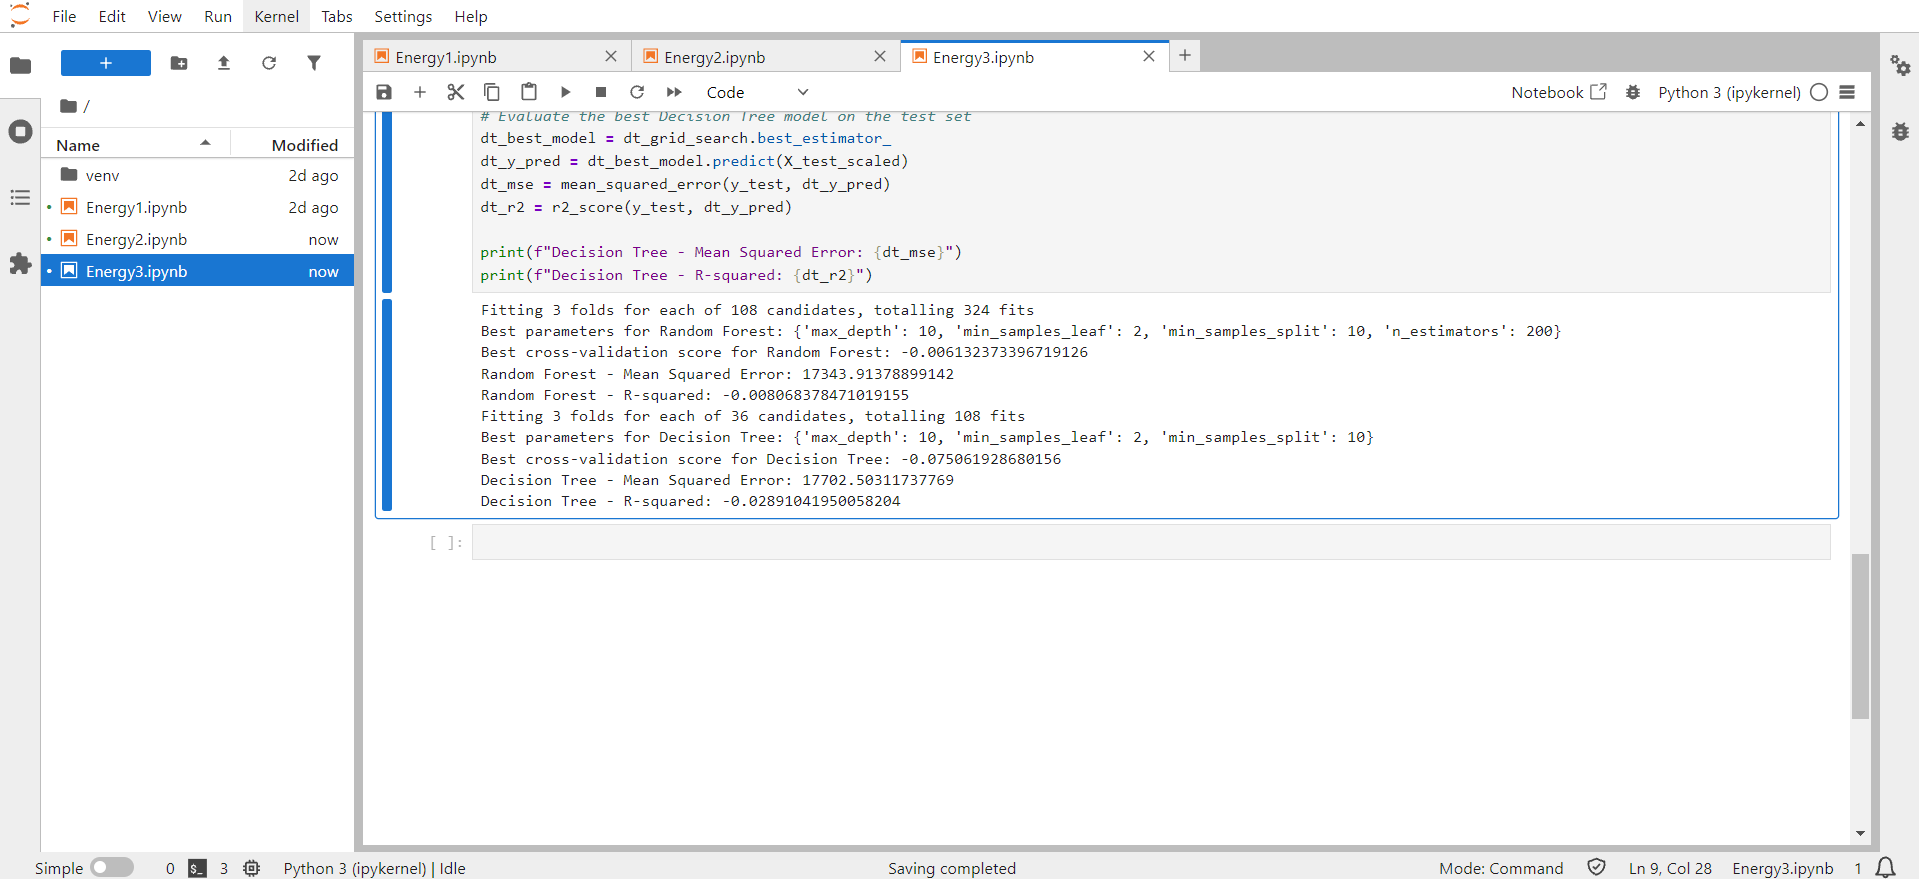 File Edit View Run Kernel Tabs Settings Help
+
/
Name Modified
venv 2d ago
Energy1.ipynb 2d ago
Energy2.ipynb now
Energy3.ipynb now
Energy1.ipynb Energy2.ipynb Energy3.ipynb
Code Notebook Python 3 (ipykernel)
# Evaluate the best Decision Tree model on the test set
dt_best_model = dt_grid_search.best_estimator_
dt_y_pred = dt_best_model.predict(X_test_scaled)
dt_mse = mean_squared_error(y_test, dt_y_pred)
dt_r2 = r2_score(y_test, dt_y_pred)
print(f"Decision Tree - Mean Squared Error: {dt_mse}")
print(f"Decision Tree - R-squared: {dt_r2}")
Fitting 3 folds for each of 108 candidates, totalling 324 fits
Best parameters for Random Forest: {'max_depth': 10, 'min_samples_leaf': 2, 'min_samples_split': 10, 'n_estimators': 200}
Best cross-validation score for Random Forest: -0.006132373396719126
Random Forest - Mean Squared Error: 17343.91378899142
Random Forest - R-squared: -0.008068378471019155
Fitting 3 folds for each of 36 candidates, totalling 108 fits
Best parameters for Decision Tree: {'max_depth': 10, 'min_samples_leaf': 2, 'min_samples_split': 10}
Best cross-validation score for Decision Tree: -0.075061928680156
Decision Tree - Mean Squared Error: 17702.50311737769
Decision Tree - R-squared: -0.02891041950058204
[ ]:
Simple 0 $_ 3 Python 3 (ipykernel) | Idle Saving completed Mode: Command Ln 9, Col 28 Energy3.ipynb 1